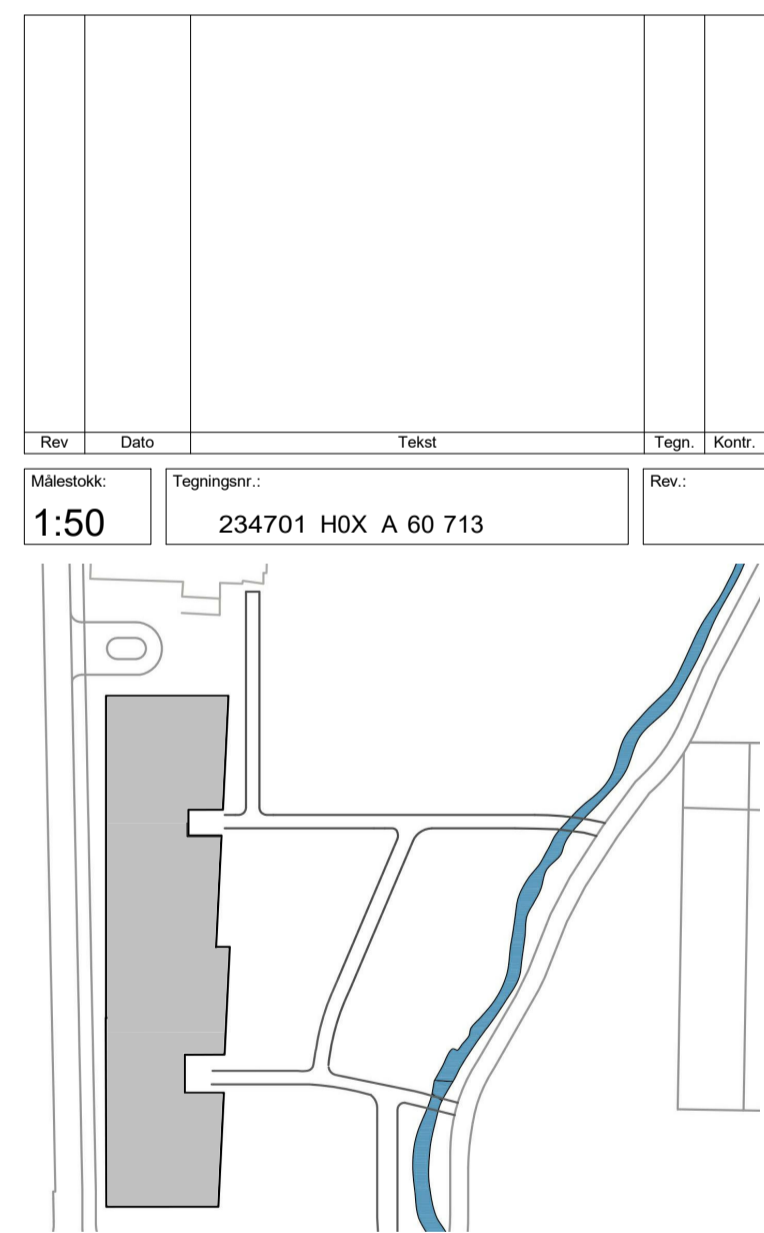 Rev Dato Tekst Tegn. Kontr.
Målestokk: Tegningsnr.: Rev.:
1:50 234701 H0X A 60 713